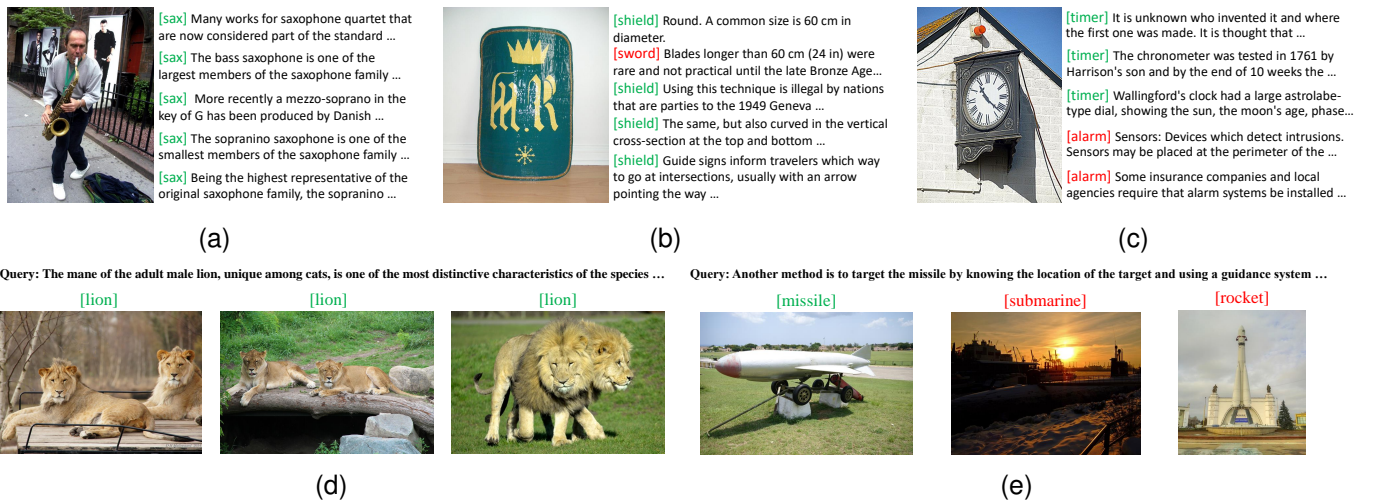 [sax] Many works for saxophone quartet that
are now considered part of the standard ...
[sax] The bass saxophone is one of the
largest members of the saxophone family ...
[sax] More recently a mezzo-soprano in the
key of G has been produced by Danish ...
[sax] The sopranino saxophone is one of the
smallest members of the saxophone family ...
[sax] Being the highest representative of the
original saxophone family, the sopranino ...
(a)
M.R
[shield] Round. A common size is 60 cm in
diameter.
[sword] Blades longer than 60 cm (24 in) were
rare and not practical until the late Bronze Age...
[shield] Using this technique is illegal by nations
that are parties to the 1949 Geneva ...
[shield] The same, but also curved in the vertical
cross-section at the top and bottom ...
[shield] Guide signs inform travelers which way
to go at intersections, usually with an arrow
pointing the way ...
(b)
[timer] It is unknown who invented it and where
the first one was made. It is thought that ...
[timer] The chronometer was tested in 1761 by
Harrison's son and by the end of 10 weeks the ...
[timer] Wallingford's clock had a large astrolabe-
type dial, showing the sun, the moon's age, phase...
[alarm] Sensors: Devices which detect intrusions.
Sensors may be placed at the perimeter of the ...
[alarm] Some insurance companies and local
agencies require that alarm systems be installed ...
(c)
Query: The mane of the adult male lion, unique among cats, is one of the most distinctive characteristics of the species ...
[lion]
[lion]
[lion]
(d)
Query: Another method is to target the missile by knowing the location of the target and using a guidance system ...
[missile]
[submarine]
[rocket]
(e)